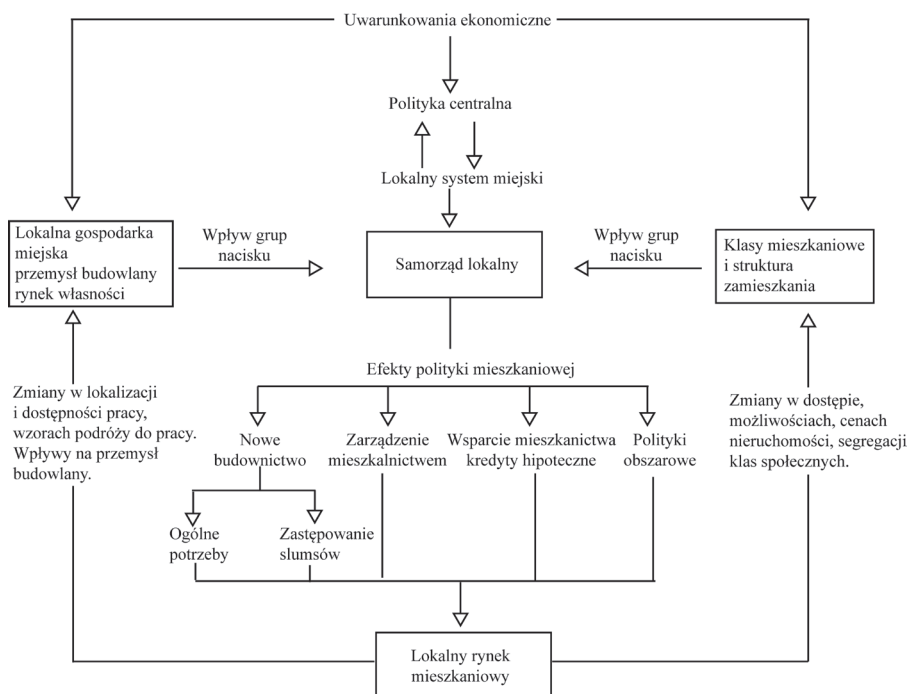 Uwarunkowania ekonomiczne
Polityka centralna
Lokalny system miejski
Lokalna gospodarka
miejska
przemysł budowlany
rynek własności
Wpływ grup
nacisku
Samorząd lokalny
Wpływ grup
nacisku
Klasy mieszkaniowe
i struktura
zamieszkania
Efekty polityki mieszkaniowej
Zmiany w lokalizacji
i dostępności pracy,
wzorach podróży do pracy.
Wpływy na przemysł
budowlany.
Nowe
budownictwo
Zarządzenie
mieszkalnictwem
Wsparcie mieszkanictwa
kredyty hipoteczne
Polityki
obszarowe
Zmiany w dostępie,
możliwościach, cenach
nieruchomości, segregacji
klas społecznych.
Ogólne
potrzeby
Zastępowanie
slumsów
Lokalny rynek
mieszkaniowy